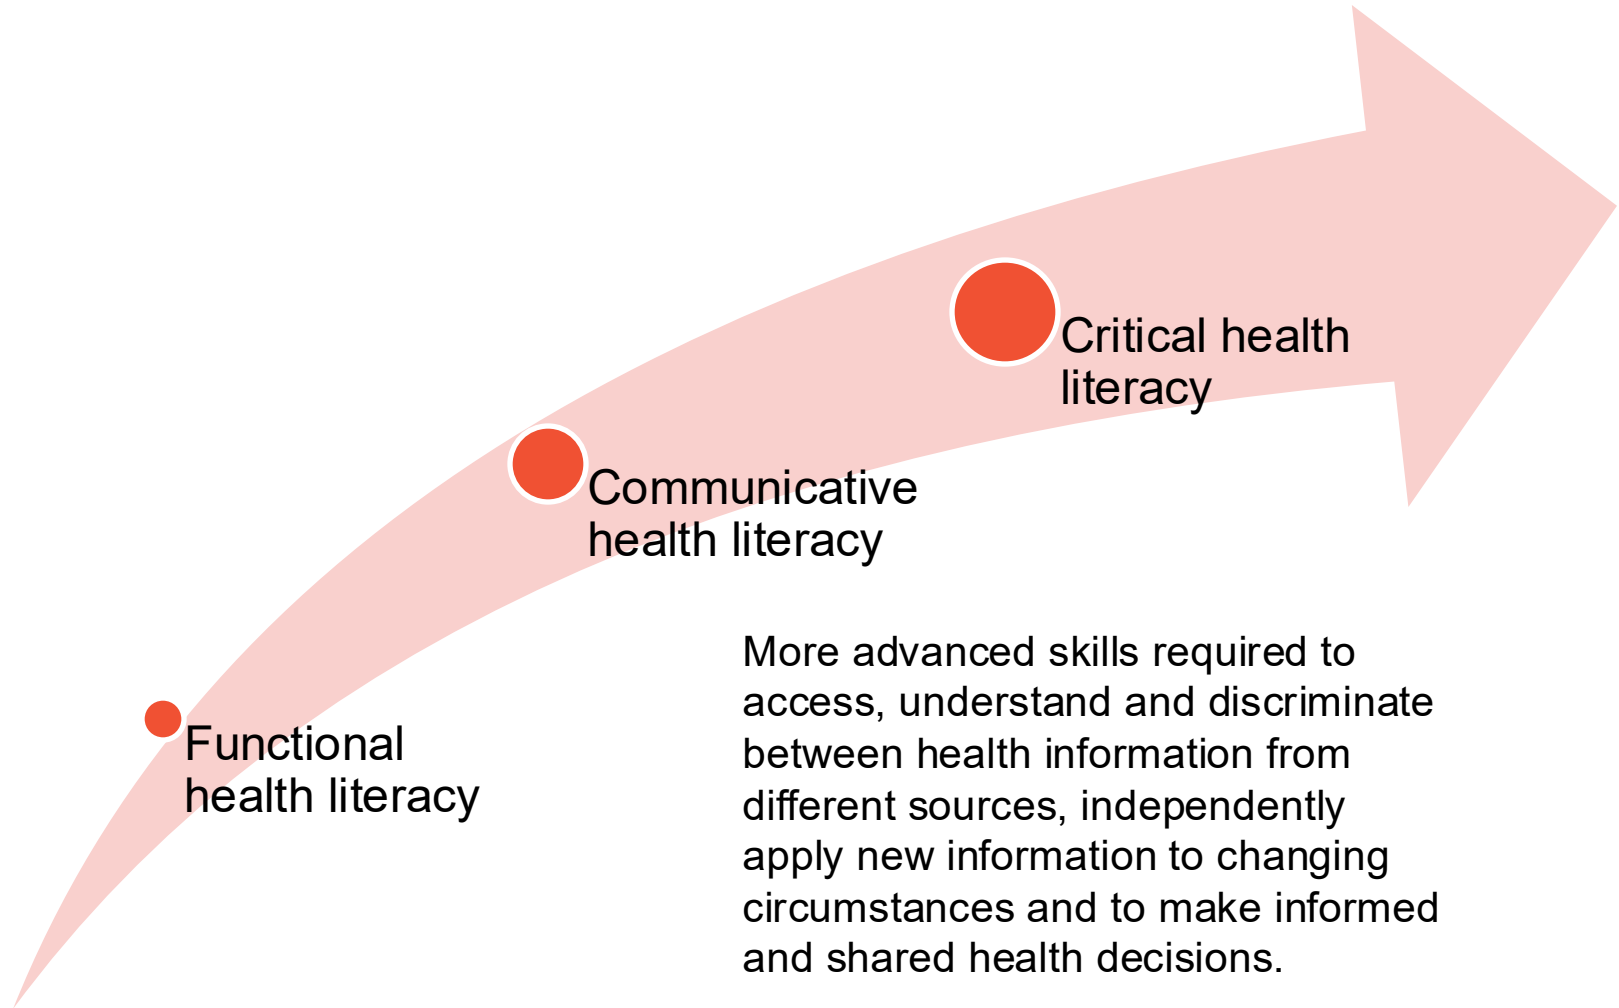 Critical health
literacy
Communicative
health literacy
Functional
health literacy
More advanced skills required to
access, understand and discriminate
between health information from
different sources, independently
apply new information to changing
circumstances and to make informed
and shared health decisions.